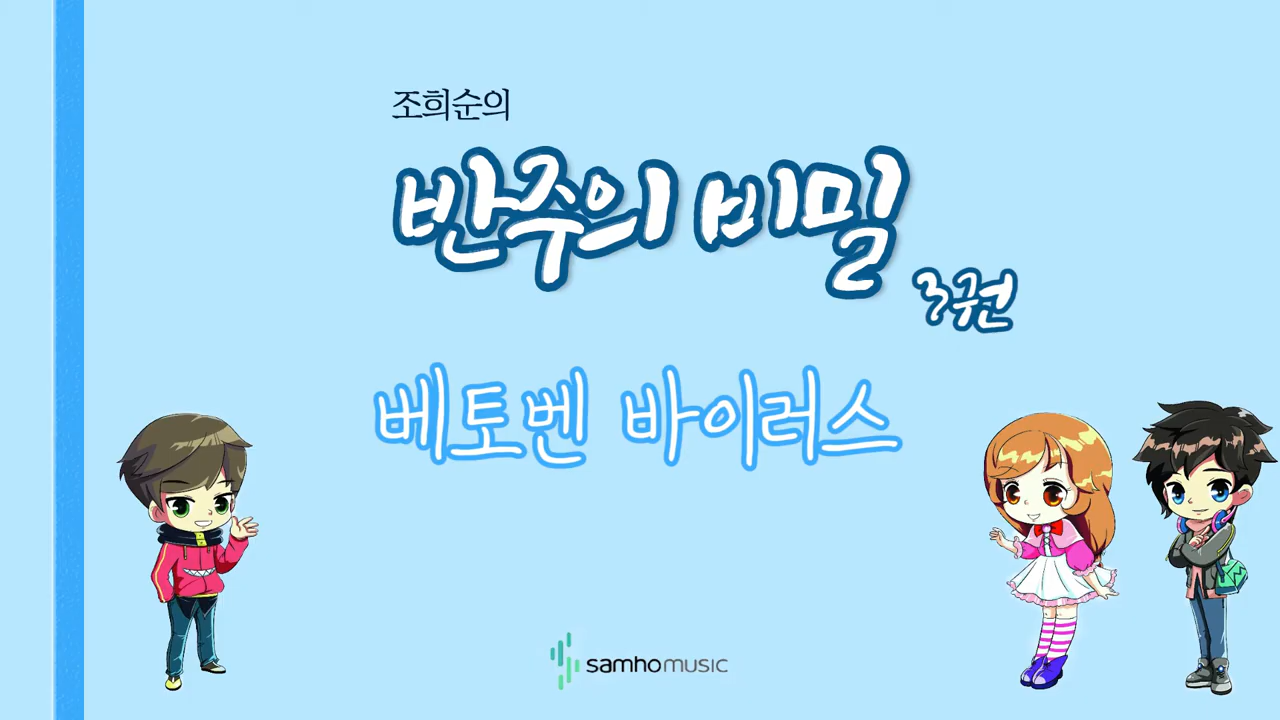 조희순의
반주의 비밀
3권
베토벤 바이러스
samhomusic